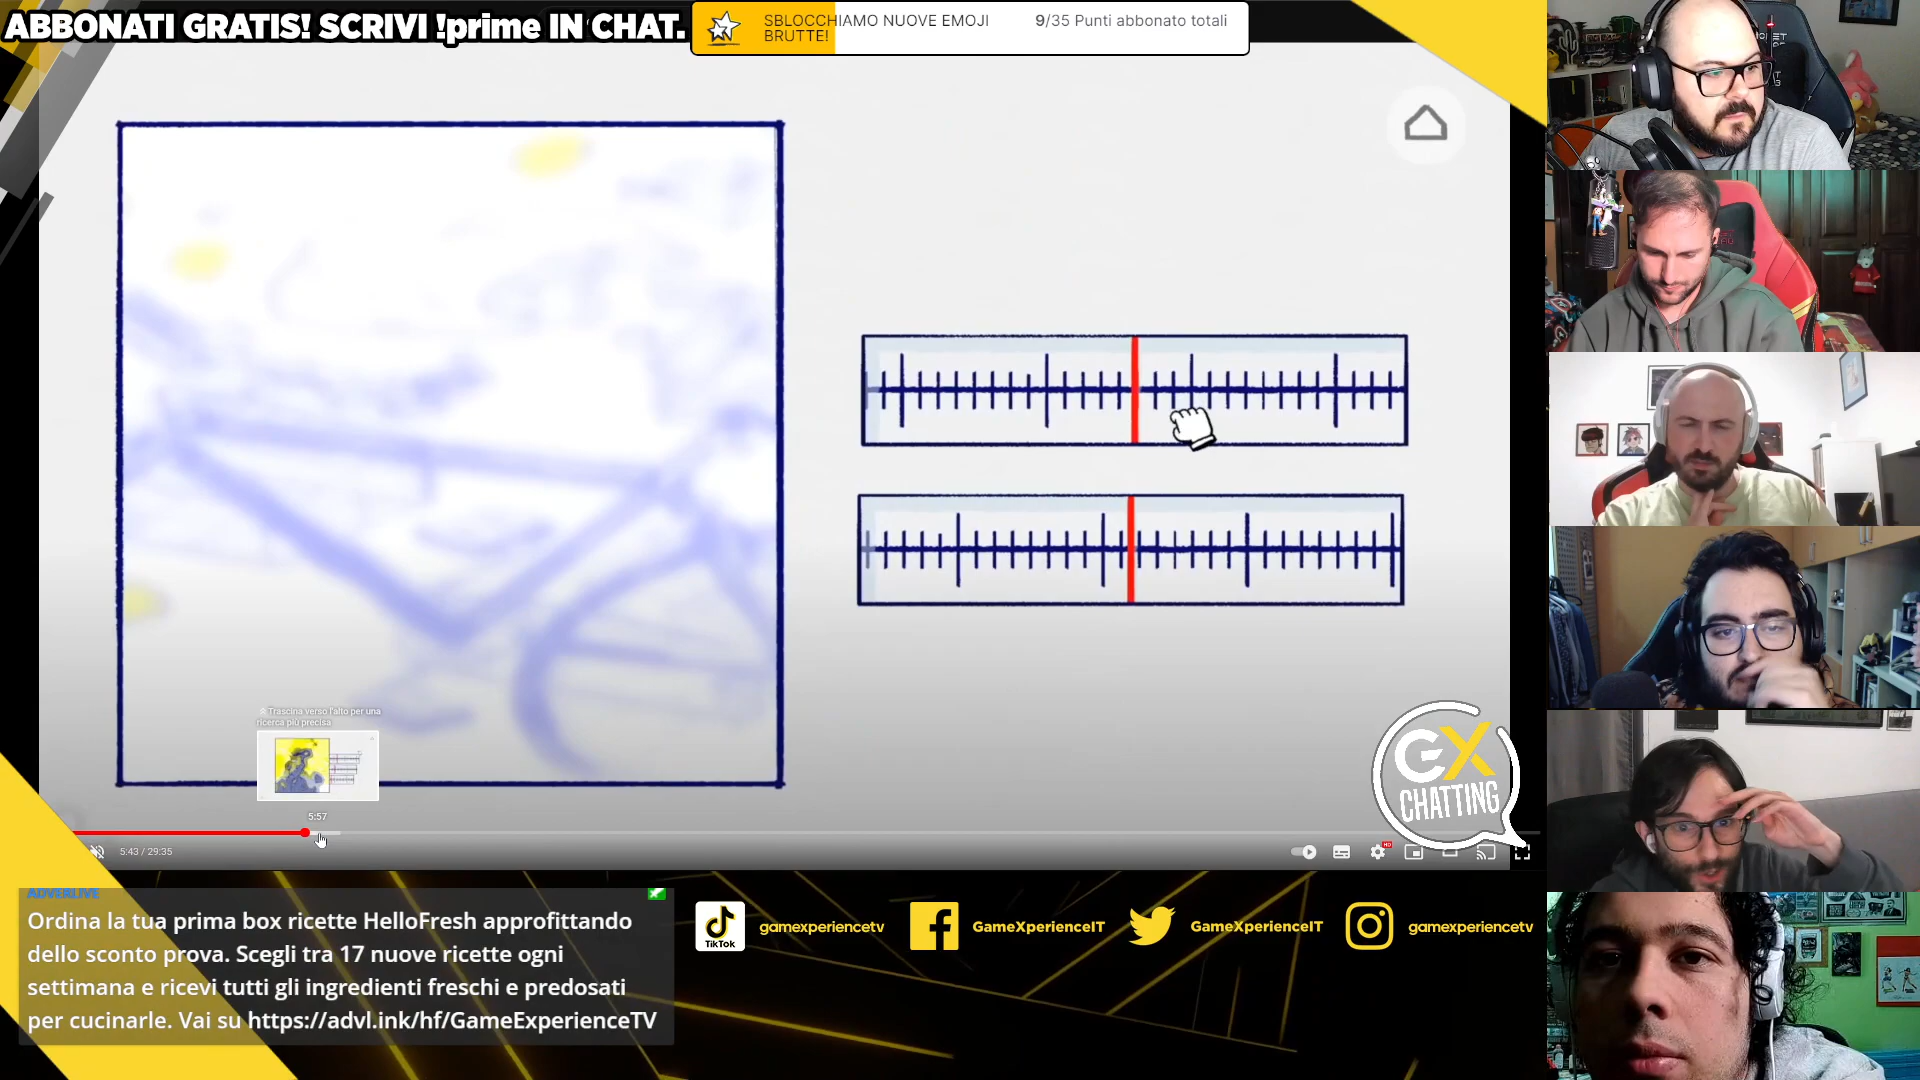 ABBONATI GRATIS! SCRIVI !prime IN CHAT.
SBLOCCHIAMO NUOVE EMOJI
BRUTTE!
9/35 Punti abbonato totali
Trascina verso l'alto per una
ricerca più precisa
5:57
5:43 / 29:35
HD
GX
CHATTING
ADVERLIVE
Ordina la tua prima box ricette HelloFresh approfittando
dello sconto prova. Scegli tra 17 nuove ricette ogni
settimana e ricevi tutti gli ingredienti freschi e predosati
per cucinarle. Vai su https://advl.ink/hf/GameExperienceTV
TikTok
gamexperiencetv
GameXperienceIT
GameXperienceIT
gamexperiencetv